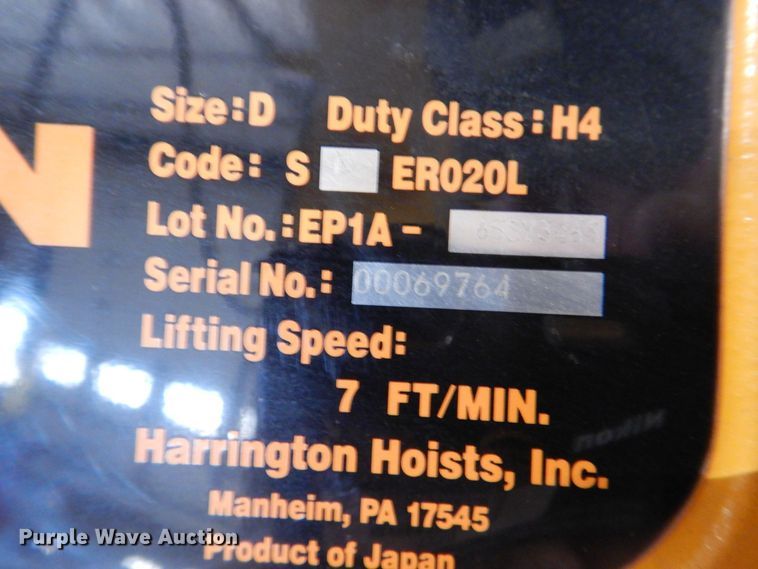 Size:D Duty Class:H4
N
Code: S ER020L
Lot No.:EP1A-
Serial No.: 00069764
Lifting Speed:
7 FT/MIN.
Nikon
Harrington Hoists, Inc.
Manheim, PA 17545
Purple Wave Auction
Product of Japan